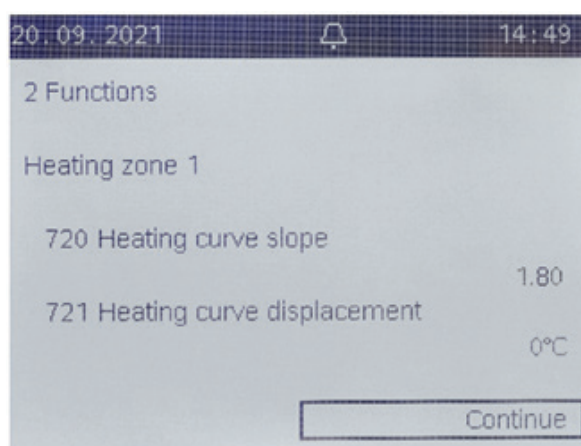 20.09.2021 14:49
2 Functions
Heating zone 1
720 Heating curve slope
1.80
721 Heating curve displacement
0°C
Continue